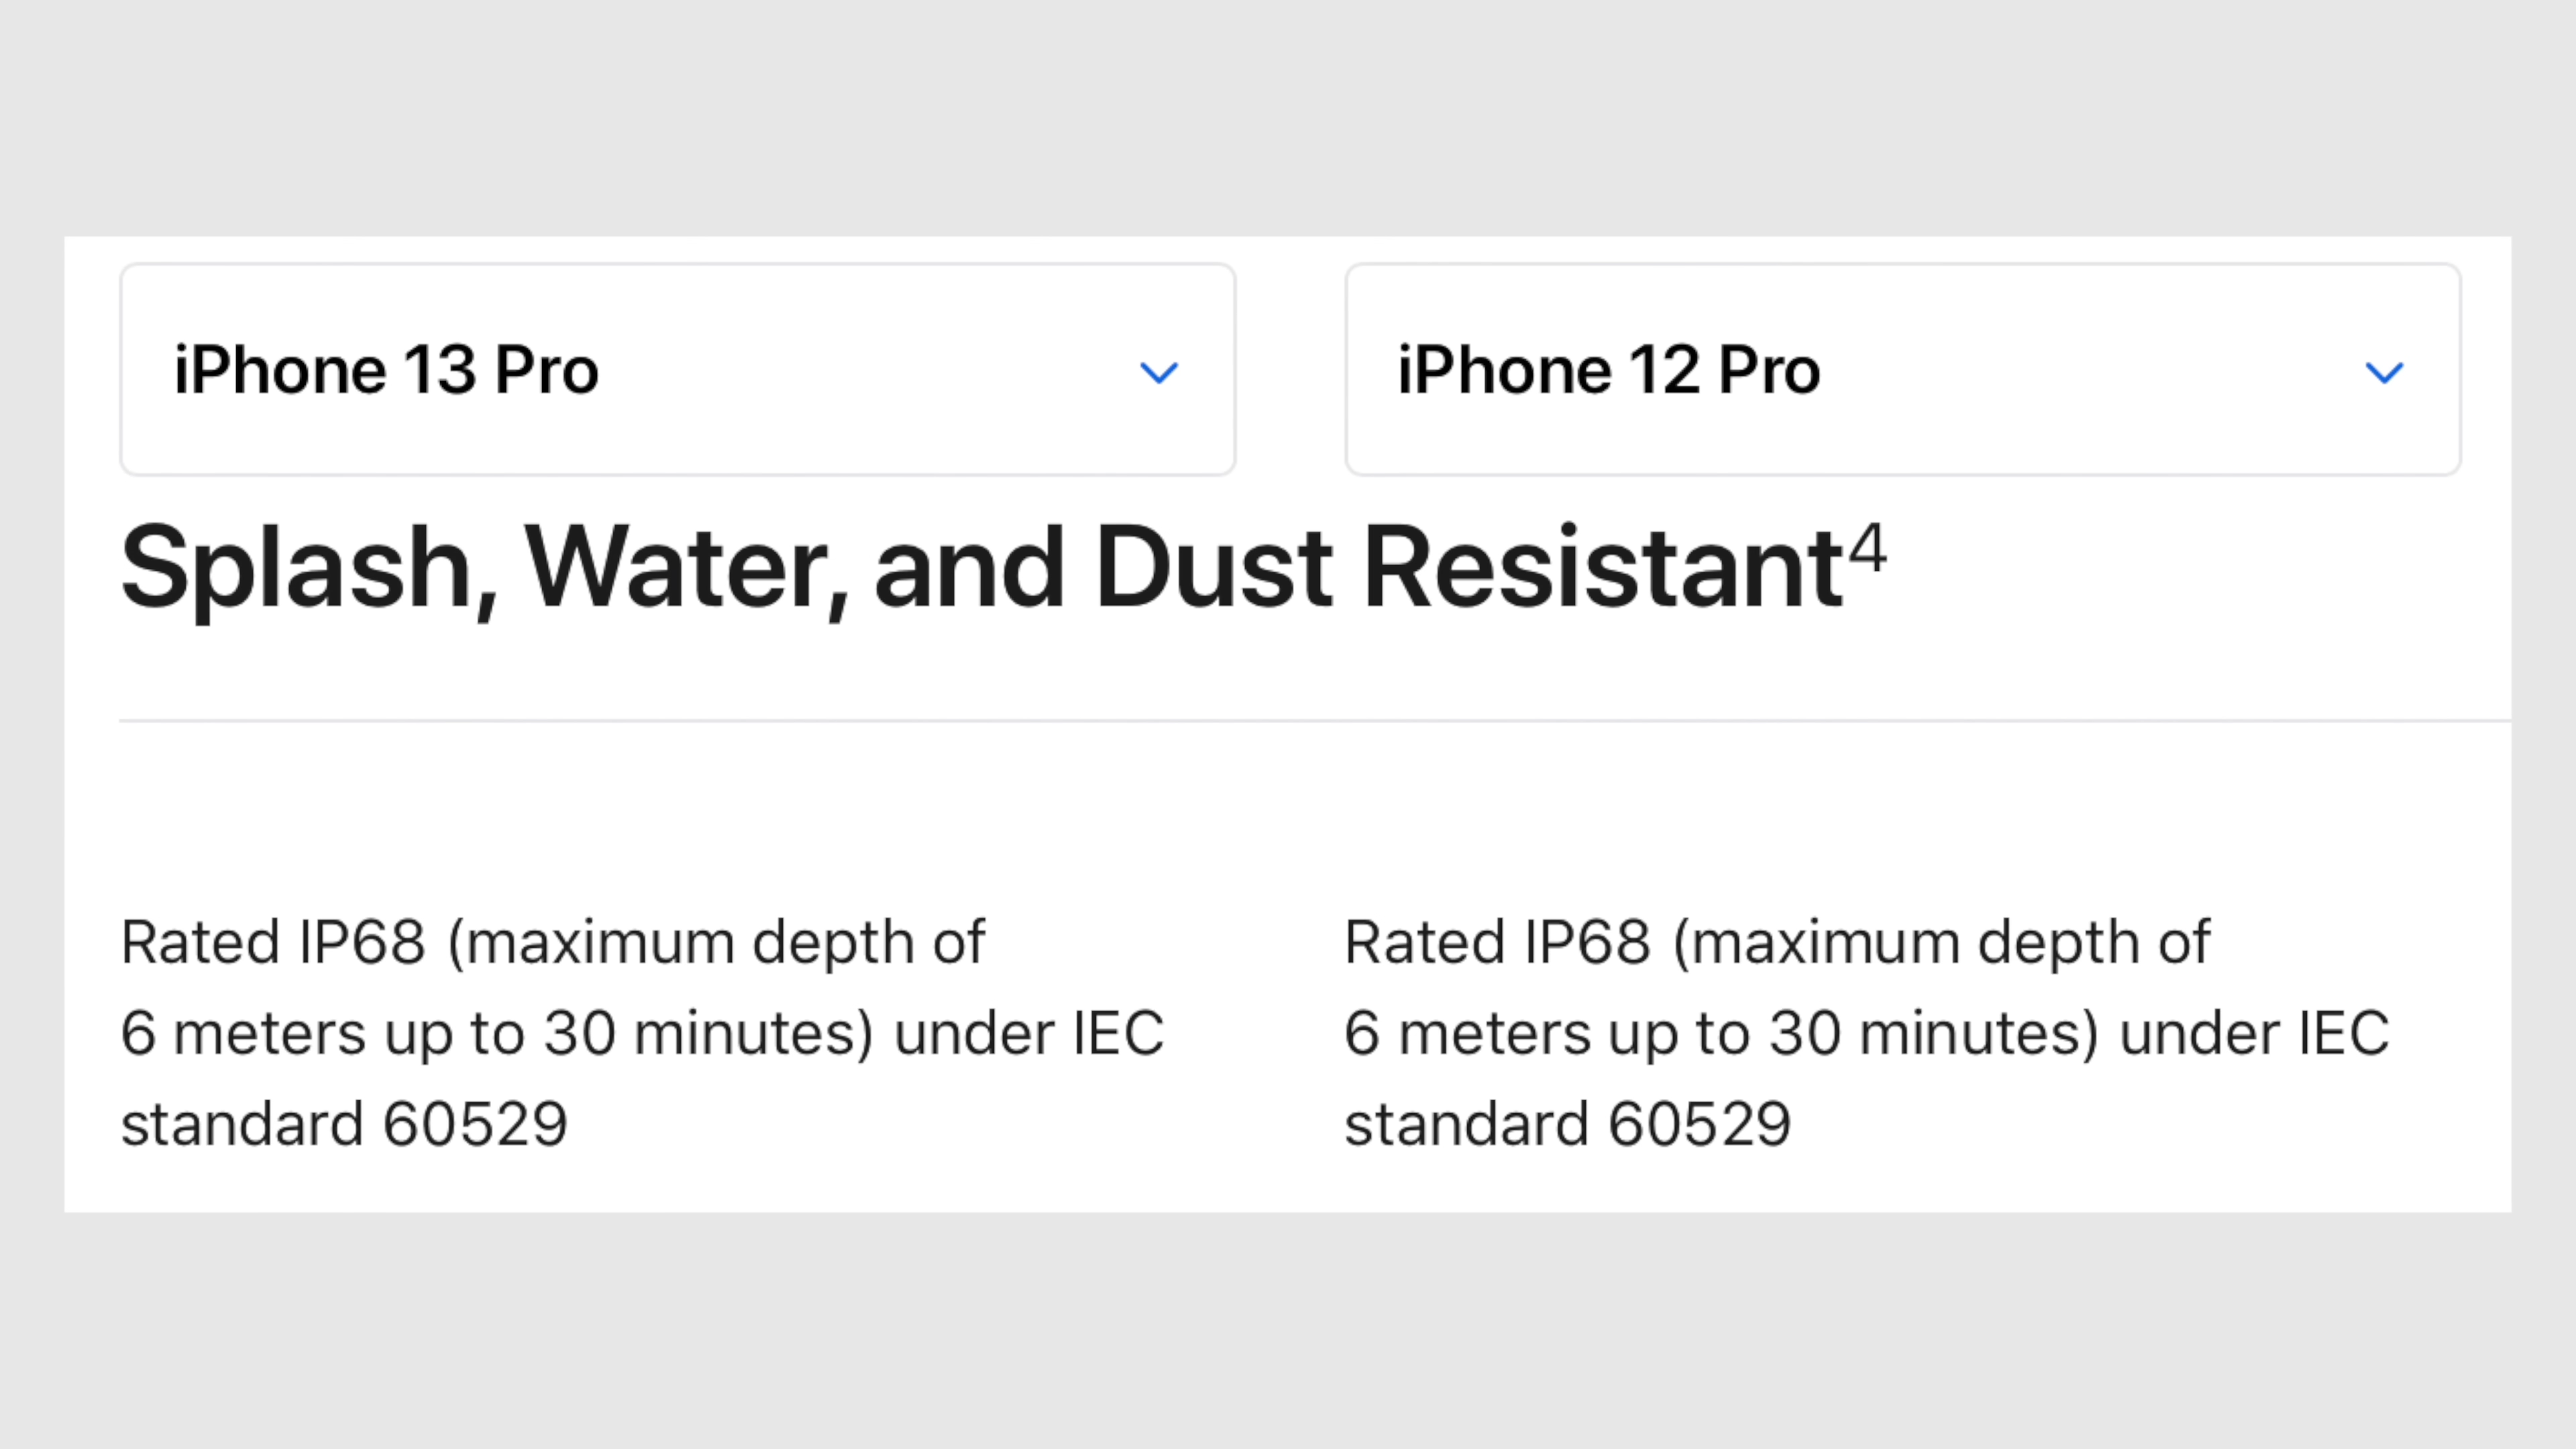 iPhone 13 Pro
iPhone 12 Pro
Splash, Water, and Dust Resistant⁴
Rated IP68 (maximum depth of
6 meters up to 30 minutes) under IEC
standard 60529
Rated IP68 (maximum depth of
6 meters up to 30 minutes) under IEC
standard 60529